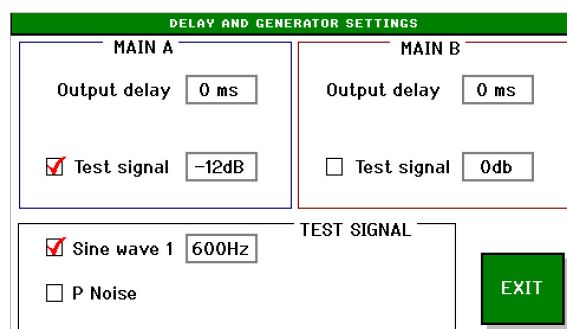 DELAY AND GENERATOR SETTINGS
MAIN A
MAIN B
Output delay 0 ms
Output delay 0 ms
Test signal -12dB
Test signal 0db
TEST SIGNAL
Sine wave 1 600Hz
P Noise
EXIT